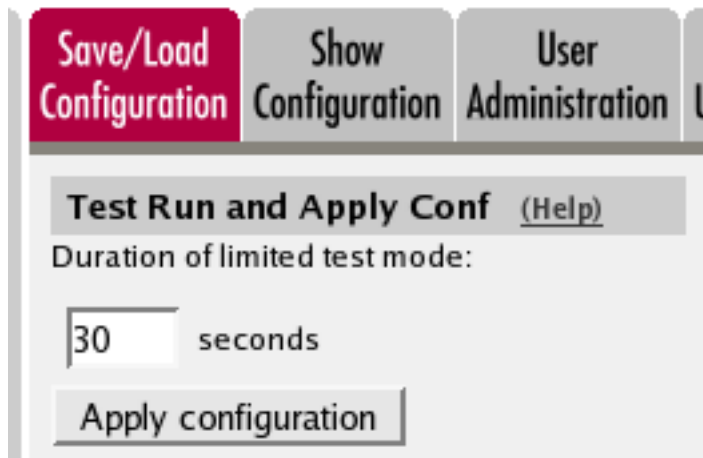 Save/Load
Configuration
Show
Configuration
User
Administration
Test Run and Apply Conf (Help)
Duration of limited test mode:
30 seconds
Apply configuration